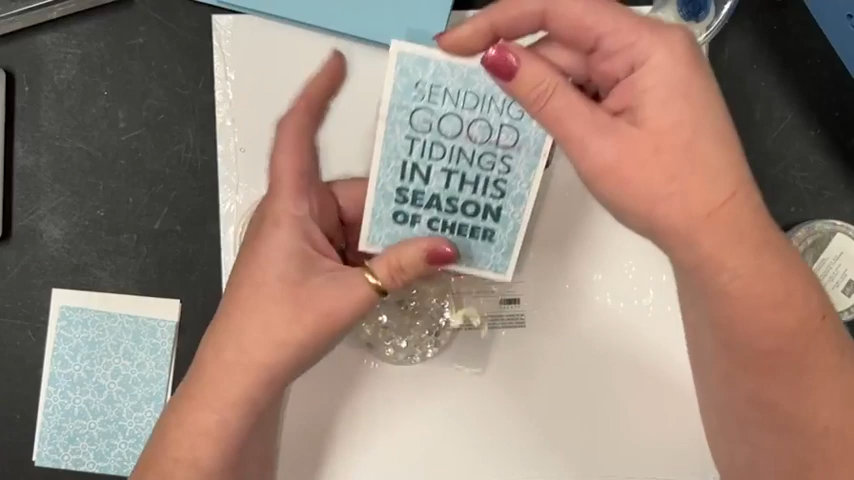 SENDING
GOOD
TIDINGS
IN THIS
SEASON
OF CHEER